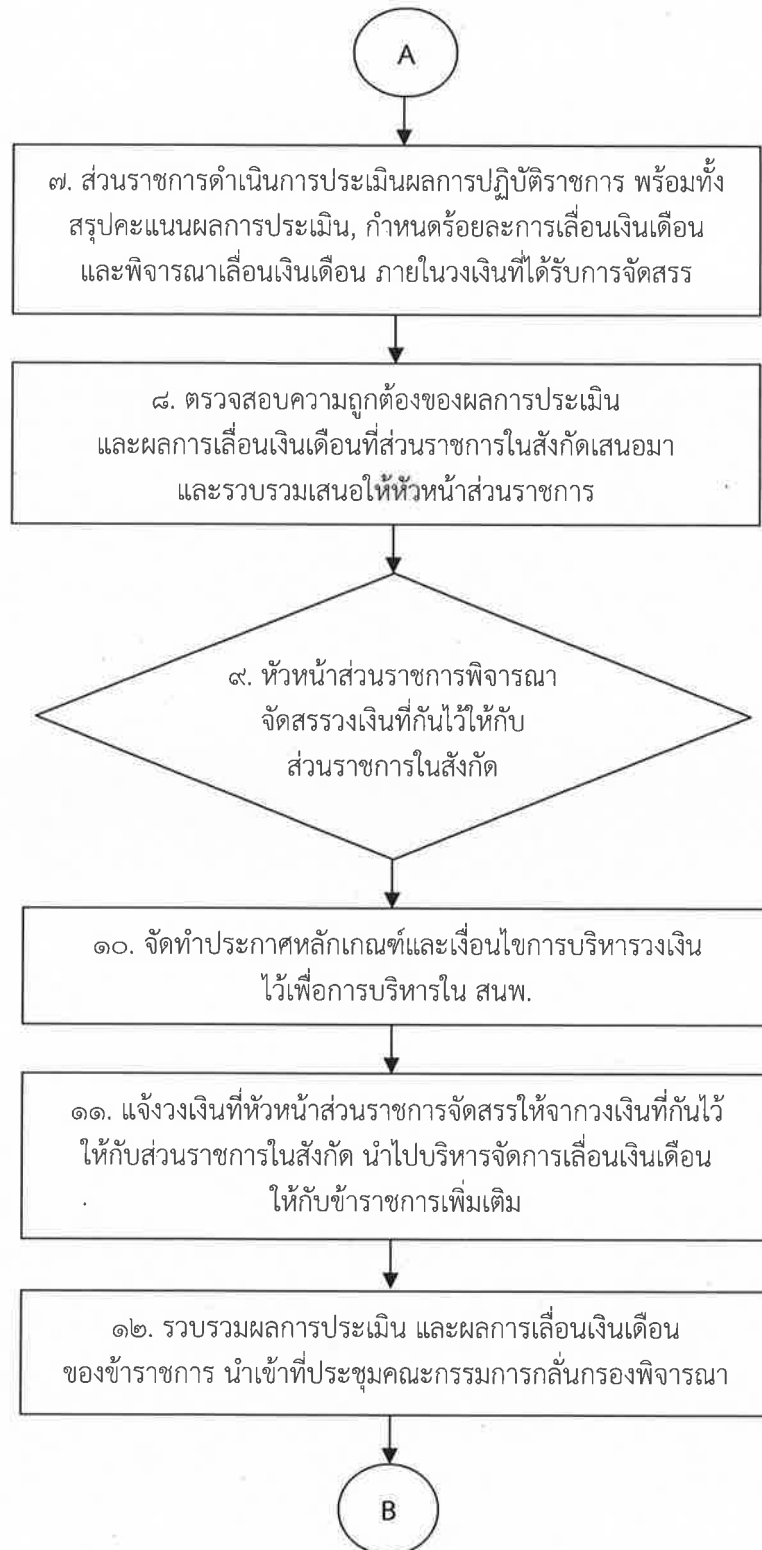 A
๗. ส่วนราชการดำเนินการประเมินผลการปฏิบัติราชการ พร้อมทั้ง
สรุปคะแนนผลการประเมิน, กำหนดร้อยละการเลื่อนเงินเดือน
และพิจารณาเลื่อนเงินเดือน ภายในวงเงินที่ได้รับการจัดสรร
๘. ตรวจสอบความถูกต้องของผลการประเมิน
และผลการเลื่อนเงินเดือนที่ส่วนราชการในสังกัดเสนอมา
และรวบรวมเสนอให้หัวหน้าส่วนราชการ
๙. หัวหน้าส่วนราชการพิจารณา
จัดสรรวงเงินที่กันไว้ให้กับ
ส่วนราชการในสังกัด
๑๐. จัดทำประกาศหลักเกณฑ์และเงื่อนไขการบริหารวงเงิน
ไว้เพื่อการบริหารใน สนพ.
๑๑. แจ้งวงเงินที่หัวหน้าส่วนราชการจัดสรรให้จากวงเงินที่กันไว้
ให้กับส่วนราชการในสังกัด นำไปบริหารจัดการเลื่อนเงินเดือน
ให้กับข้าราชการเพิ่มเติม
๑๒. รวบรวมผลการประเมิน และผลการเลื่อนเงินเดือน
ของข้าราชการ นำเข้าที่ประชุมคณะกรรมการกลั่นกรองพิจารณา
B